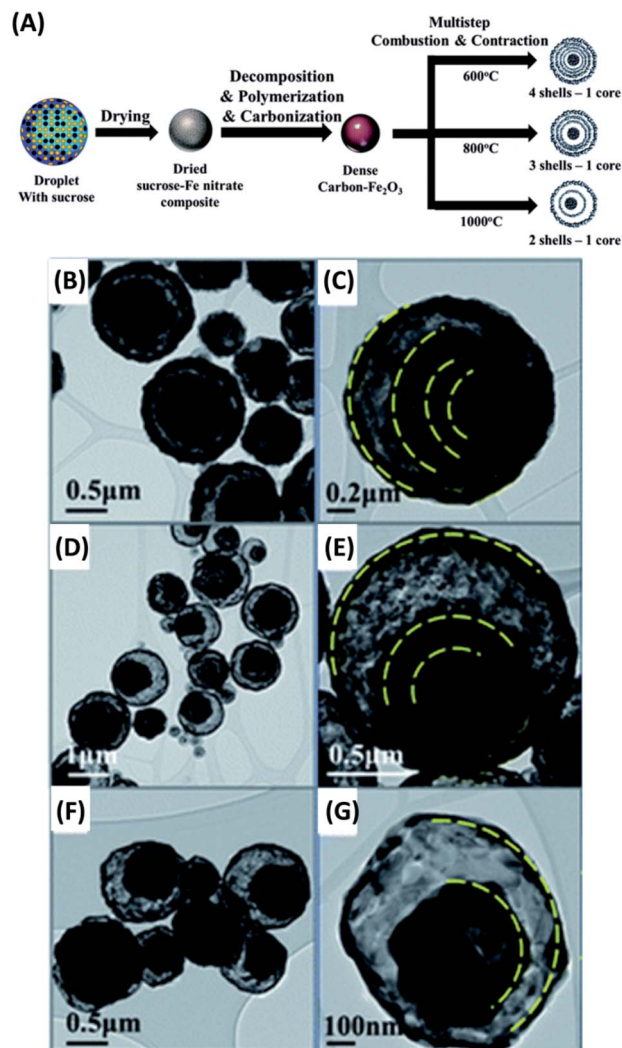 (A)
Multistep
Combustion & Contraction
Decomposition
& Polymerization
& Carbonization
Drying
600°C
4 shells – 1 core
800°C
3 shells – 1 core
1000°C
2 shells – 1 core
Droplet
With sucrose
Dried
sucrose-Fe nitrate
composite
Dense
Carbon-Fe₂O₃
(B)
0.5μm
(C)
0.2μm
(D)
1μm
(E)
0.5μm
(F)
0.5μm
(G)
100nm